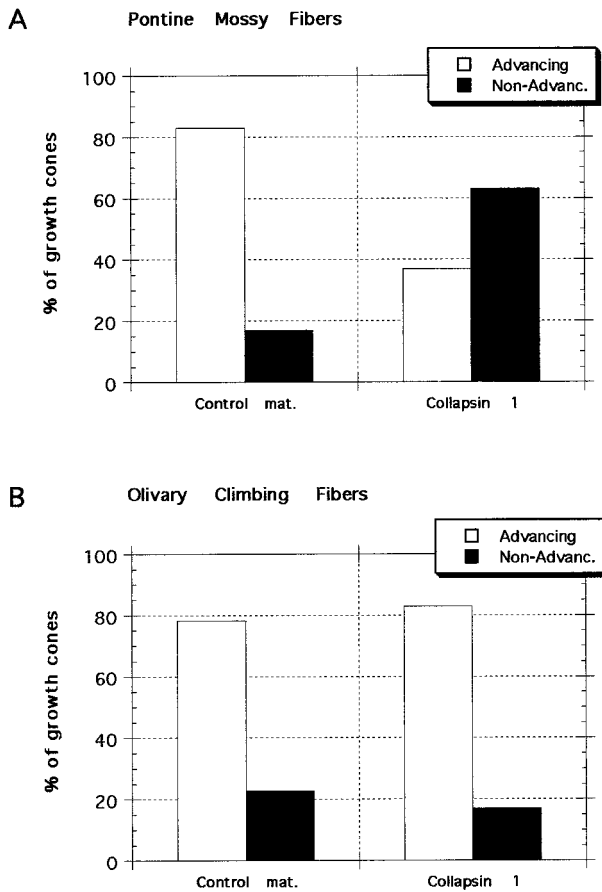 A
Pontine Mossy Fibers
Advancing
Non-Advanc.
% of growth cones
100
80
60
40
20
0
Control mat.
Collapsin 1
B
Olivary Climbing Fibers
Advancing
Non-Advanc.
% of growth cones
100
80
60
40
20
0
Control mat.
Collapsin 1